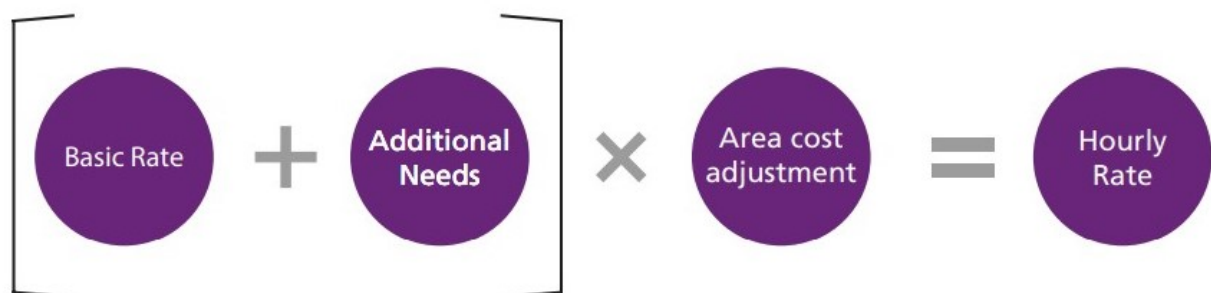 Basic Rate
+
Additional
Needs
×
Area cost
adjustment
=
Hourly
Rate